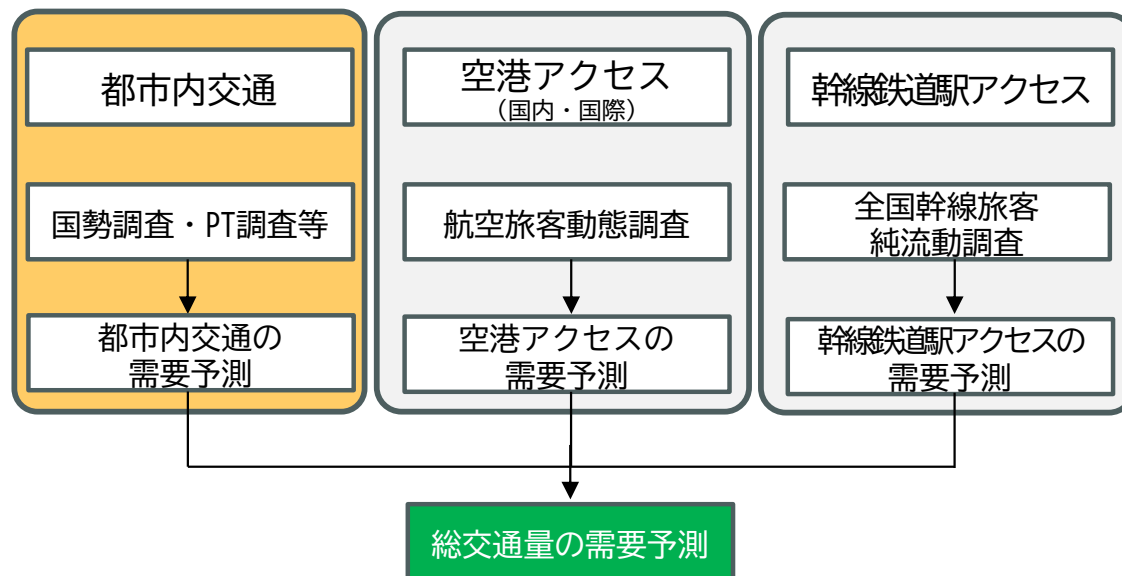 都市内交通
空港アクセス
（国内・国際）
幹線鉄道駅アクセス
国勢調査・PT調査等
航空旅客動態調査
全国幹線旅客
純流動調査
都市内交通の
需要予測
空港アクセスの
需要予測
幹線鉄道駅アクセスの
需要予測
総交通量の需要予測